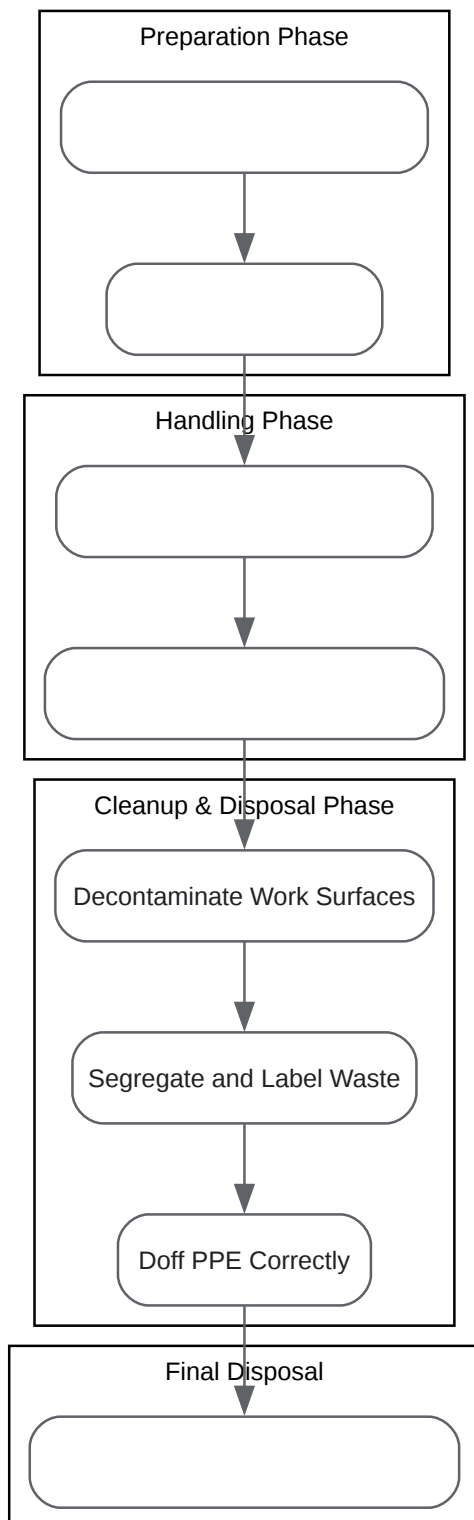 Preparation Phase
Handling Phase
Cleanup & Disposal Phase
Decontaminate Work Surfaces
Segregate and Label Waste
Doff PPE Correctly
Final Disposal